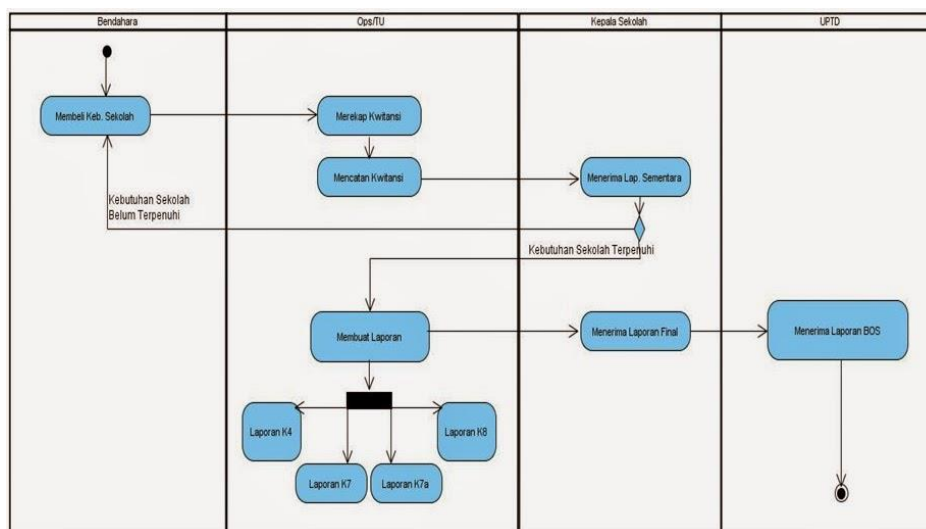 Bendahara
Ops/TU
Kepala Sekolah
UPTD
Membeli Keb. Sekolah
Merekap Kwitansi
Mencatan Kwitansi
Menerima Lap. Sementara
Kebutuhan Sekolah
Belum Terpenuhi
Kebutuhan Sekolah Terpenuhi
Membuat Laporan
Menerima Laporan Final
Menerima Laporan BOS
Laporan K4
Laporan K8
Laporan K7
Laporan K7a